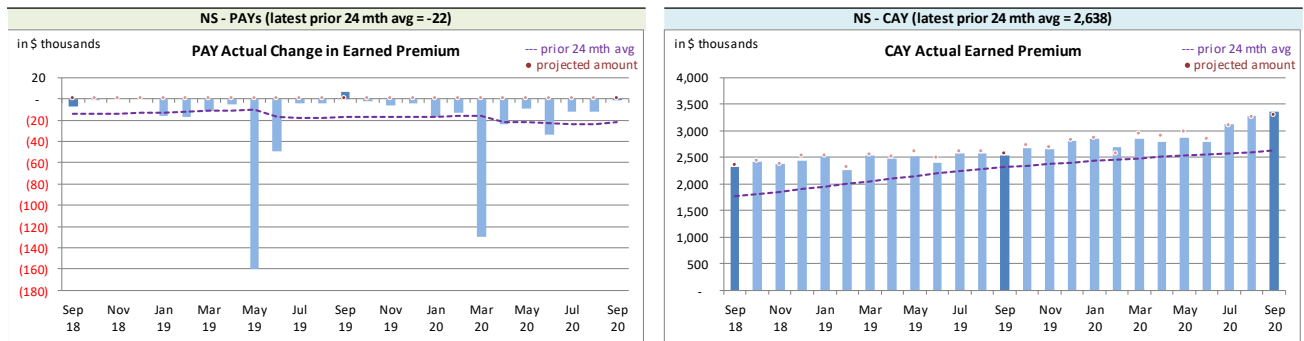 NS - PAYs (latest prior 24 mth avg = -22)
in $ thousands
PAY Actual Change in Earned Premium
--- prior 24 mth avg
• projected amount
20
-
(20)
(40)
(60)
(80)
(100)
(120)
(140)
(160)
(180)
Sep Nov Jan Mar May Jul Sep Nov Jan Mar May Jul Sep
18 18 19 19 19 19 19 19 20 20 20 20 20
NS - CAY (latest prior 24 mth avg = 2,638)
in $ thousands
CAY Actual Earned Premium
--- prior 24 mth avg
• projected amount
4,000
3,500
3,000
2,500
2,000
1,500
1,000
500
-
Sep Nov Jan Mar May Jul Sep Nov Jan Mar May Jul Sep
18 18 19 19 19 19 19 19 20 20 20 20 20